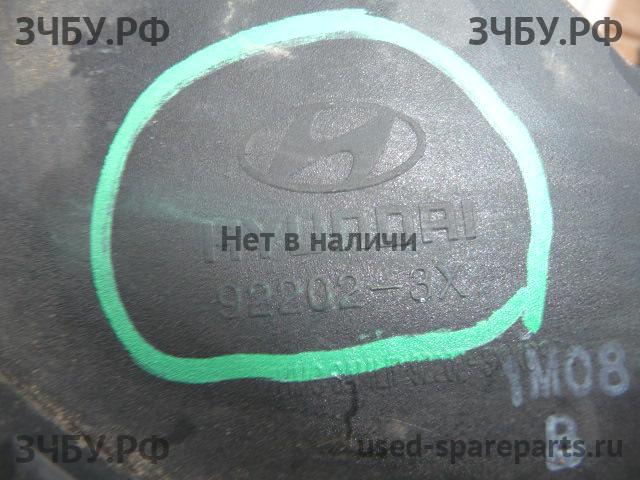 ЗЧБУ.РФ ЗЧБУ.РФ
HYUNDAI
Нет в наличи
92202-3X
1M08
B
ЗЧБУ.РФ used-spareparts.ru